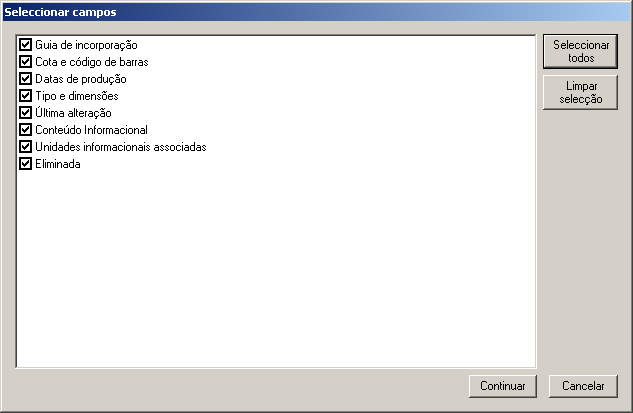 Seleccionar campos
Guia de incorporação
Cota e código de barras
Datas de produção
Tipo e dimensões
Última alteração
Conteúdo Informacional
Unidades informacionais associadas
Eliminada
Seleccionar
todos
Limpar
selecção
Continuar
Cancelar